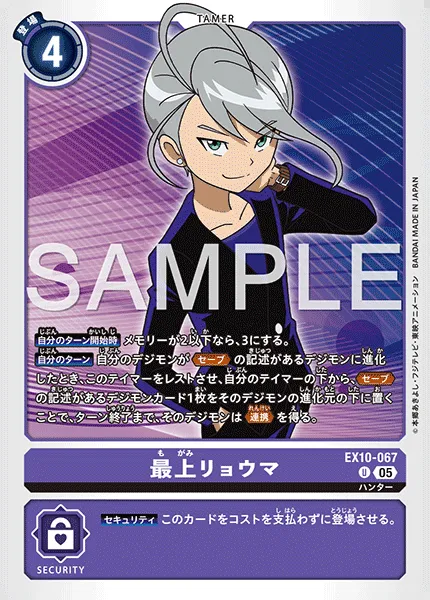 TAMER
登場
4
SAMPLE
自分のターン開始時 メモリーが2以下なら、3にする。
自分のターン 自分のデジモンが セーブ の記述があるデジモンに進化
したとき、このテイマーをレストさせ、自分のテイマーの下から、セーブ
の記述があるデジモンカード1枚をそのデジモンの進化元の下に置く
ことで、ターン終了まで、そのデジモンは 連携 を得る。
©本郷あきよし・フジテレビ・東映アニメーション BANDAI MADE IN JAPAN
もがみ
最上リョウマ
EX10-067
U 05
ハンター
セキュリティ このカードをコストを支払わずに登場させる。
SECURITY